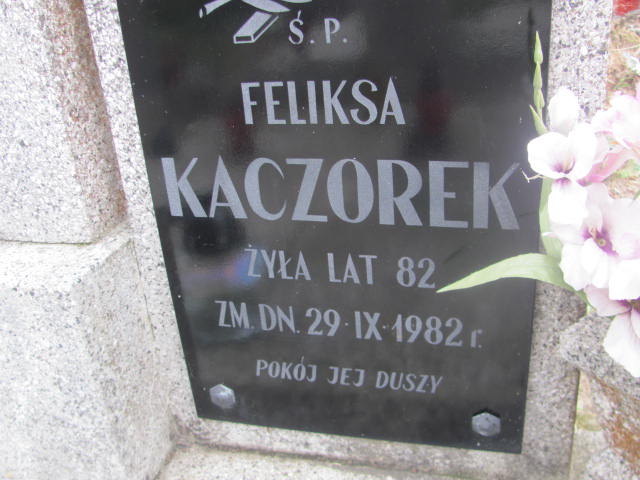 Ś.P.
FELIKSA
KACZOREK
ŻYŁA LAT 82
ZM. DN. 29·IX·1982 r.
POKÓJ JEJ DUSZY